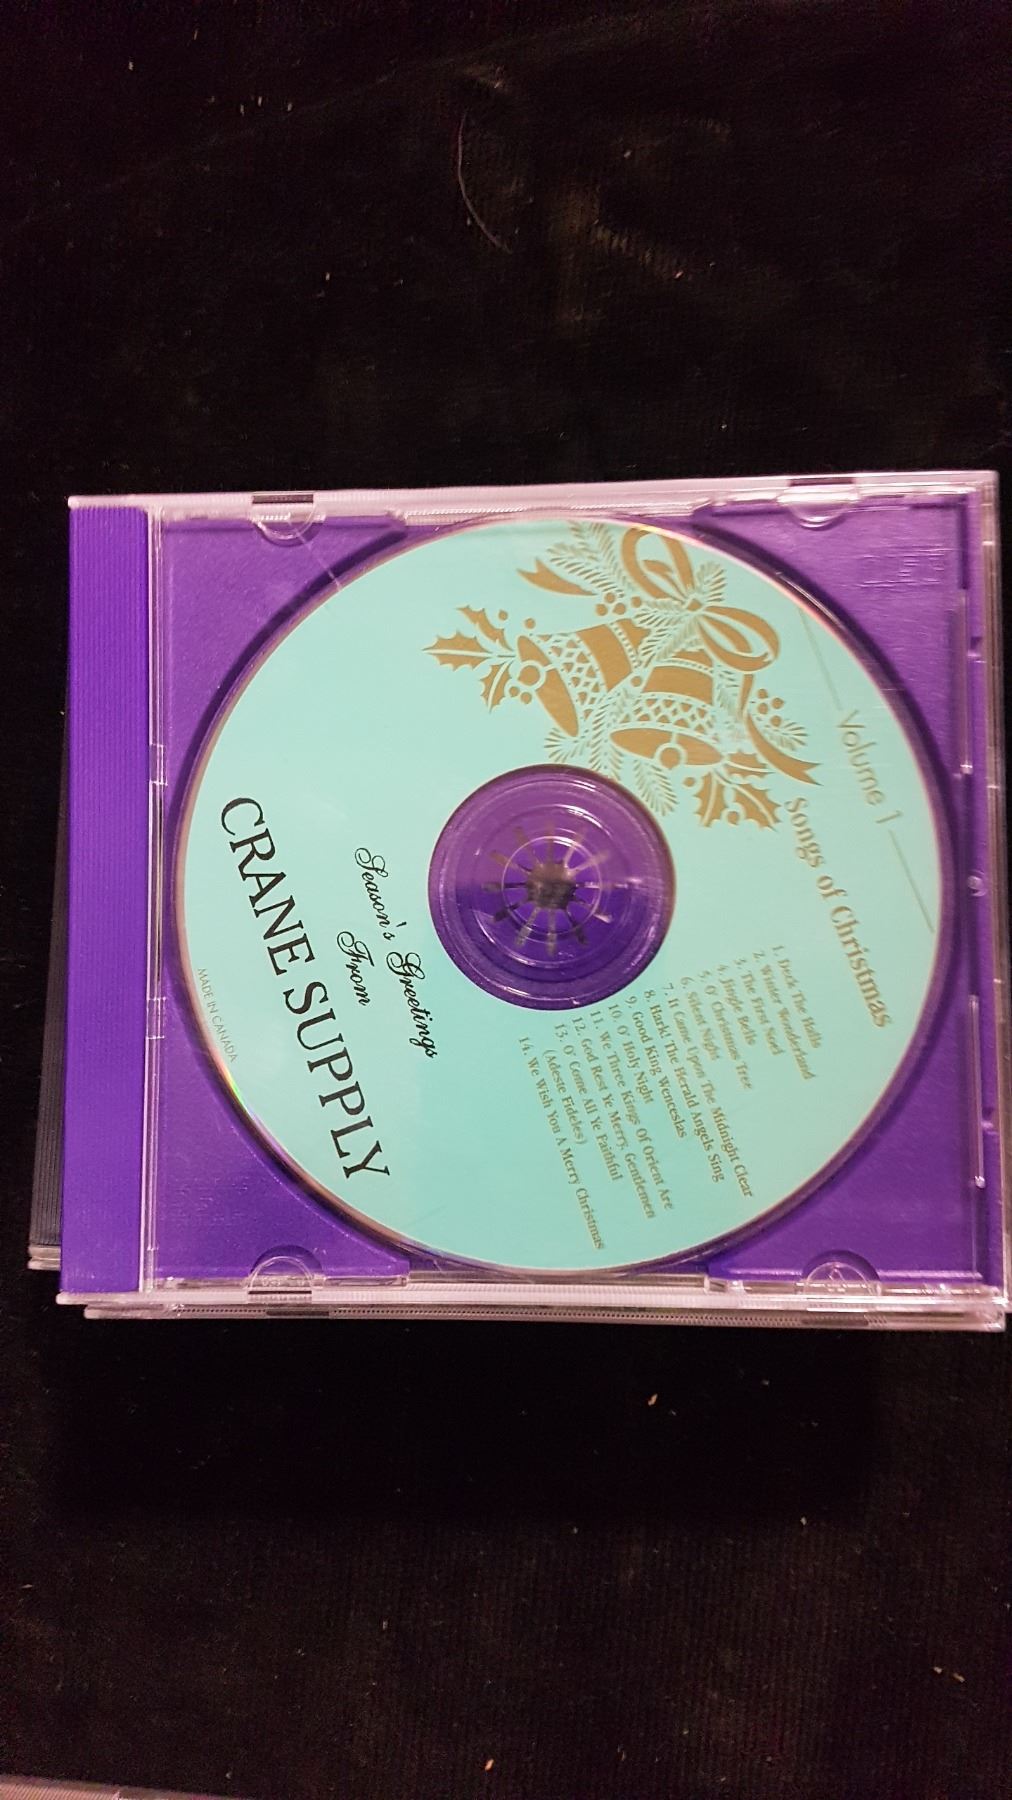 Volume 1
Songs of Christmas
1. Deck The Halls
2. Winter Wonderland
3. The First Noel
4. Jingle Bells
5. O' Christmas Tree
6. Silent Night
7. It Came Upon The Midnight Clear
8. Hark! The Herald Angels Sing
9. Good King Wenceslas
10. O' Holy Night
11. We Three Kings Of Orient Are
12. God Rest Ye Merry, Gentlemen
13. O' Come All Ye Faithful
(Adeste Fideles)
14. We Wish You A Merry Christmas
Season's Greetings
From
CRANE SUPPLY
MADE IN CANADA